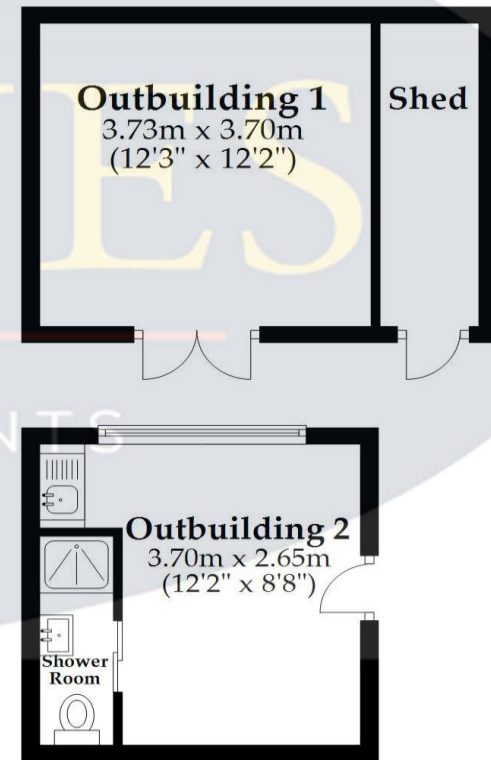 Outbuilding 1
3.73m x 3.70m
(12'3" x 12'2")
Shed
NTS
Outbuilding 2
3.70m x 2.65m
(12'2" x 8'8")
Shower
Room